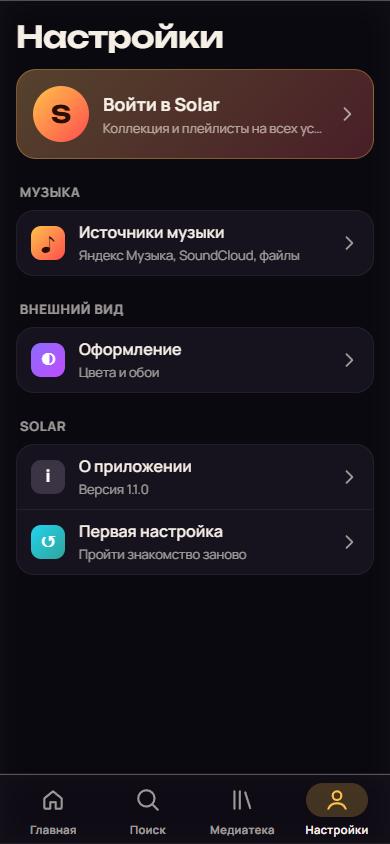 Настройки
S
Войти в Solar
Коллекция и плейлисты на всех ус...
МУЗЫКА
Источники музыки
Яндекс Музыка, SoundCloud, файлы
ВНЕШНИЙ ВИД
Оформление
Цвета и обои
SOLAR
i
О приложении
Версия 1.1.0
Первая настройка
Пройти знакомство заново
Главная
Поиск
Медиатека
Настройки